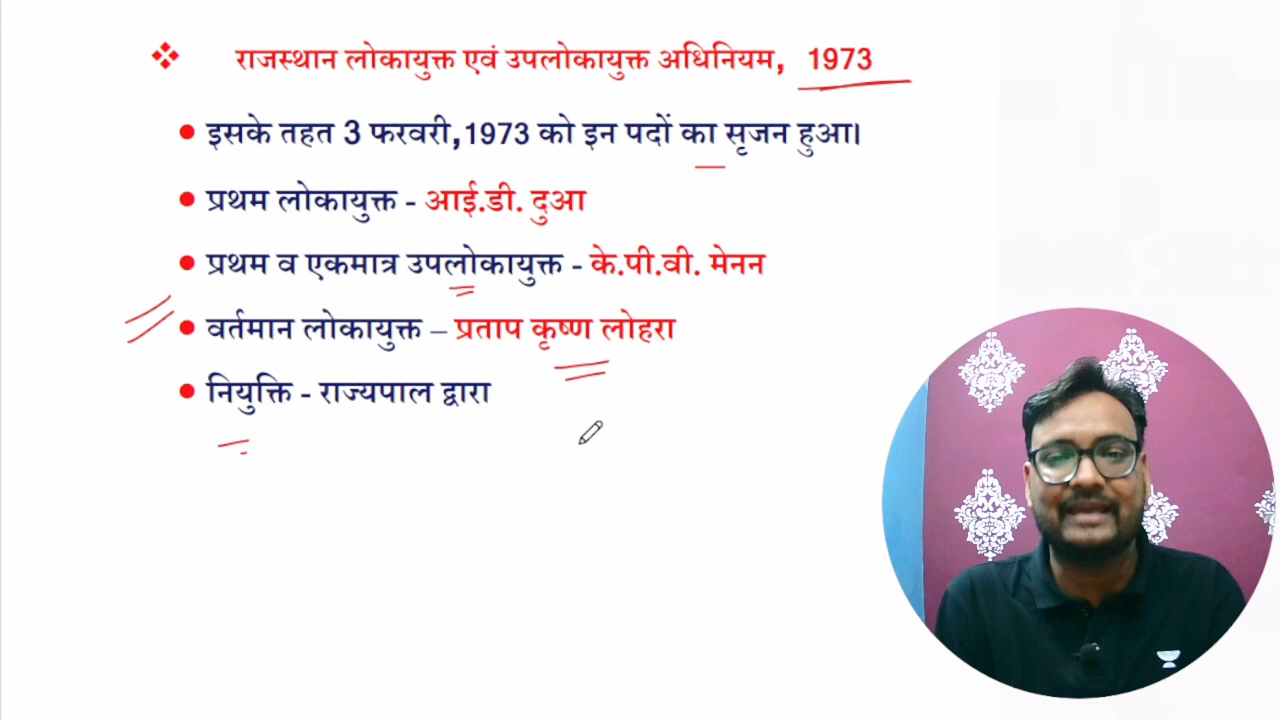 राजस्थान लोकायुक्त एवं उपलोकायुक्त अधिनियम, 1973
इसके तहत 3 फरवरी,1973 को इन पदों का सृजन हुआ।
प्रथम लोकायुक्त - आई.डी. दुआ
प्रथम व एकमात्र उपलोकायुक्त - के.पी.वी. मेनन
वर्तमान लोकायुक्त – प्रताप कृष्ण लोहरा
नियुक्ति - राज्यपाल द्वारा